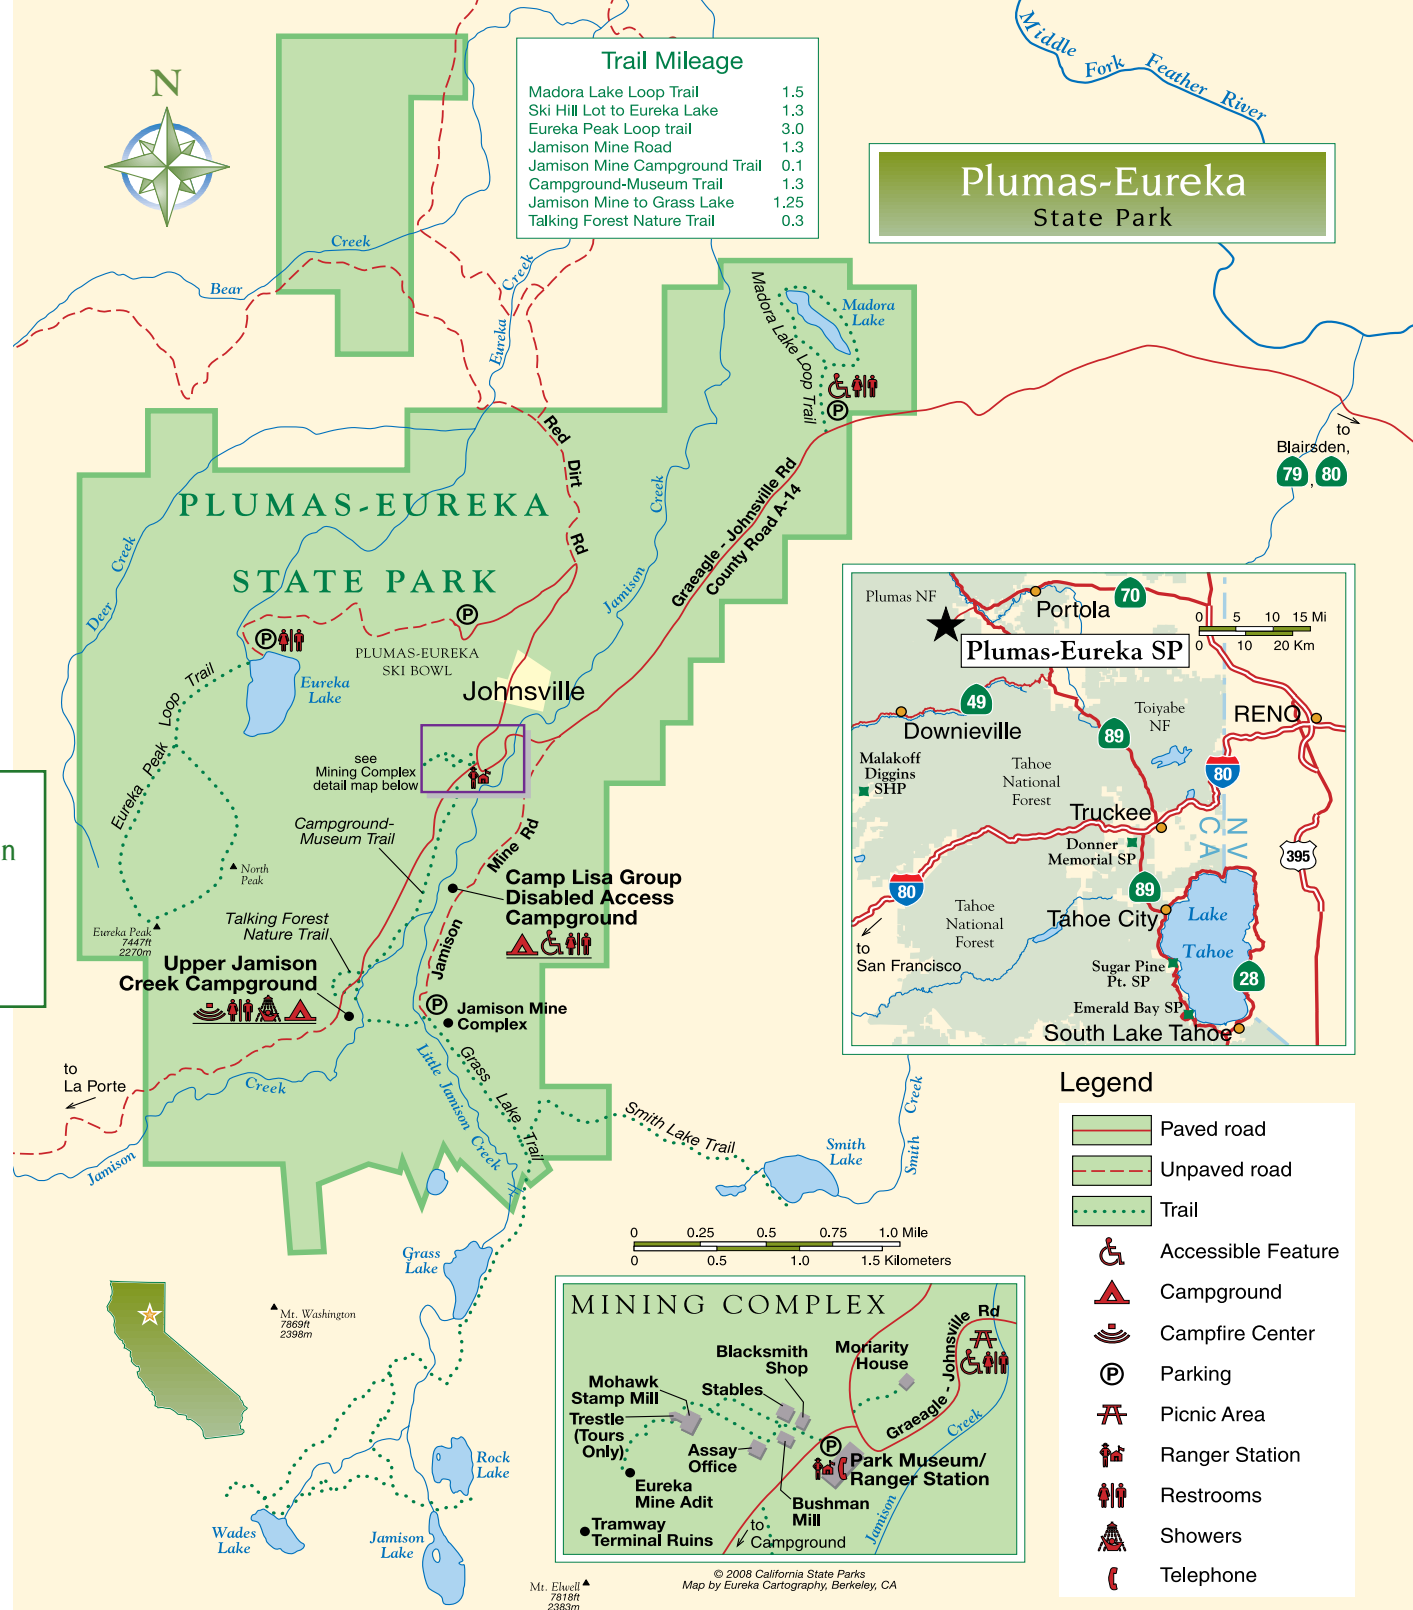 N
Trail Mileage
Madora Lake Loop Trail 1.5
Ski Hill Lot to Eureka Lake 1.3
Eureka Peak Loop trail 3.0
Jamison Mine Road 1.3
Jamison Mine Campground Trail 0.1
Campground-Museum Trail 1.3
Jamison Mine to Grass Lake 1.25
Talking Forest Nature Trail 0.3
Middle Fork Feather River
Plumas-Eureka
State Park
Bear Creek
Eureka Creek
Madora Lake Loop Trail
Madora
Lake
P
to
Blairsden,
79, 80
Red Dirt Rd
Graeagle - Johnsville Rd
County Road A-14
Jamison Creek
Deer Creek
PLUMAS-EUREKA
STATE PARK
P
P
PLUMAS-EUREKA
SKI BOWL
Eureka
Lake
Johnsville
Eureka Peak Loop Trail
see
Mining Complex
detail map below
n
Campground-
Museum Trail
North
Peak
Mine Rd
Jamison
Camp Lisa Group
Disabled Access
Campground
Eureka Peak
7447ft
2270m
Talking Forest
Nature Trail
Upper Jamison
Creek Campground
P
Jamison Mine
Complex
to
La Porte
Jamison Creek
Little Jamison Creek
Grass Lake Trail
Smith Lake Trail
Smith
Lake
Smith Creek
Plumas NF
Portola
70
0 5 10 15 Mi
0 10 20 Km
Plumas-Eureka SP
49
Downieville
Toiyabe
NF
RENO
89
Malakoff
Diggins
SHP
Tahoe
National
Forest
80
Truckee
NV
CA
Donner
Memorial SP
395
80
89
Tahoe City
Lake
Tahoe
Tahoe
National
Forest
to
San Francisco
Sugar Pine
Pt. SP
28
Emerald Bay SP
South Lake Tahoe
0 0.25 0.5 0.75 1.0 Mile
0 0.5 1.0 1.5 Kilometers
Grass
Lake
Mt. Washington
7869ft
2398m
Rock
Lake
Wades
Lake
Jamison
Lake
Mt. Elwell
7818ft
2383m
MINING COMPLEX
Graeagle - Johnsville Rd
Moriarity
House
Blacksmith
Shop
Stables
Mohawk
Stamp Mill
Trestle
(Tours
Only)
Assay
Office
P
Park Museum/
Ranger Station
Eureka
Mine Adit
Bushman
Mill
Tramway
Terminal Ruins
to
Campground
Jamison Creek
© 2008 California State Parks
Map by Eureka Cartography, Berkeley, CA
Legend
Paved road
Unpaved road
Trail
Accessible Feature
Campground
Campfire Center
P Parking
Picnic Area
Ranger Station
Restrooms
Showers
Telephone